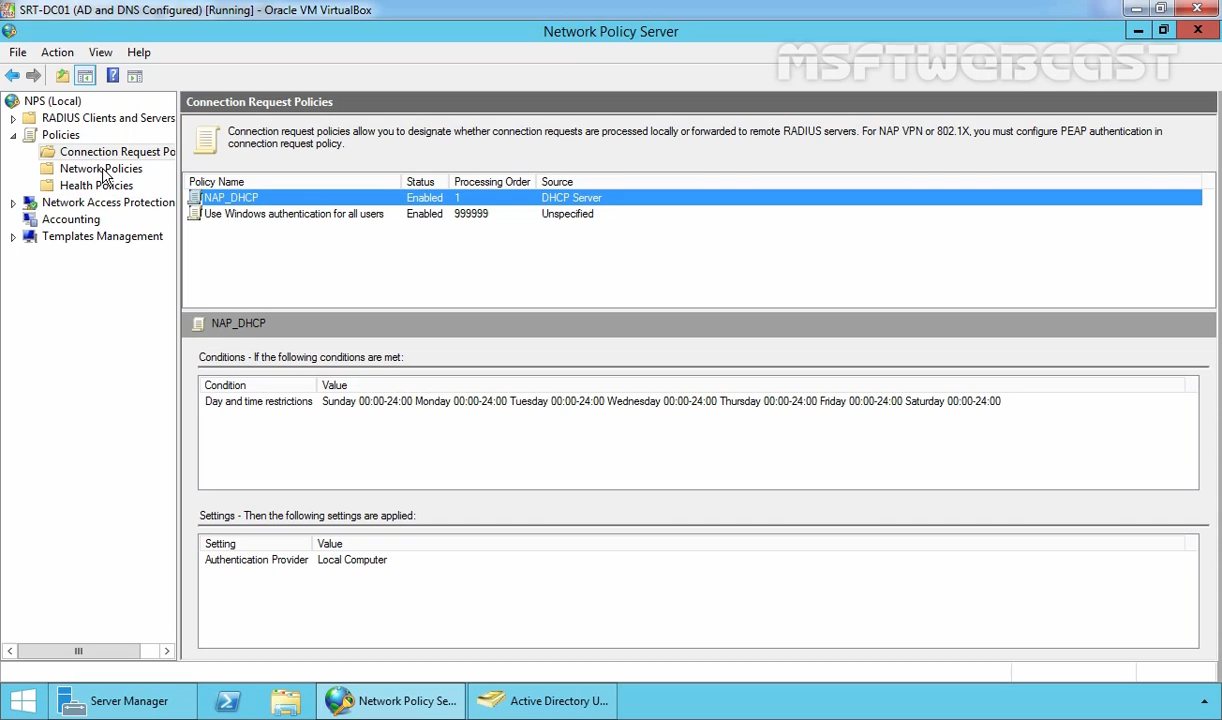 SRT-DC01 (AD and DNS Configured) [Running] - Oracle VM VirtualBox
Network Policy Server
File Action View Help
MSFTWEBCAST
NPS (Local)
RADIUS Clients and Servers
Policies
Connection Request Po
Network Policies
Health Policies
Network Access Protection
Accounting
Templates Management
Connection Request Policies
Connection request policies allow you to designate whether connection requests are processed locally or forwarded to remote RADIUS servers. For NAP VPN or 802.1X, you must configure PEAP authentication in
connection request policy.
Policy Name Status Processing Order Source
NAP_DHCP Enabled 1 DHCP Server
Use Windows authentication for all users Enabled 999999 Unspecified
NAP_DHCP
Conditions - If the following conditions are met:
Condition Value
Day and time restrictions Sunday 00:00-24:00 Monday 00:00-24:00 Tuesday 00:00-24:00 Wednesday 00:00-24:00 Thursday 00:00-24:00 Friday 00:00-24:00 Saturday 00:00-24:00
Settings - Then the following settings are applied:
Setting Value
Authentication Provider Local Computer
Server Manager
Network Policy Se...
Active Directory U...